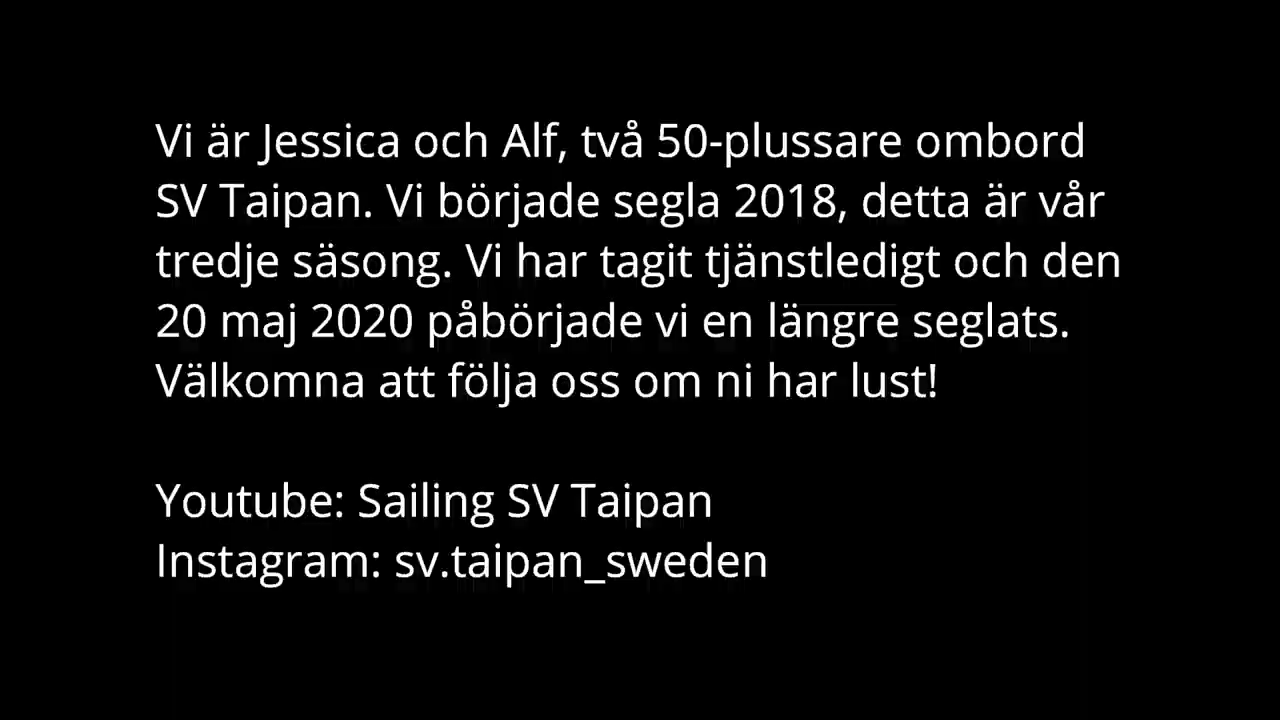 Vi är Jessica och Alf, två 50-plussare ombord
SV Taipan. Vi började segla 2018, detta är vår
tredje säsong. Vi har tagit tjänstledigt och den
20 maj 2020 påbörjade vi en längre seglats.
Välkomna att följa oss om ni har lust!
Youtube: Sailing SV Taipan
Instagram: sv.taipan_sweden